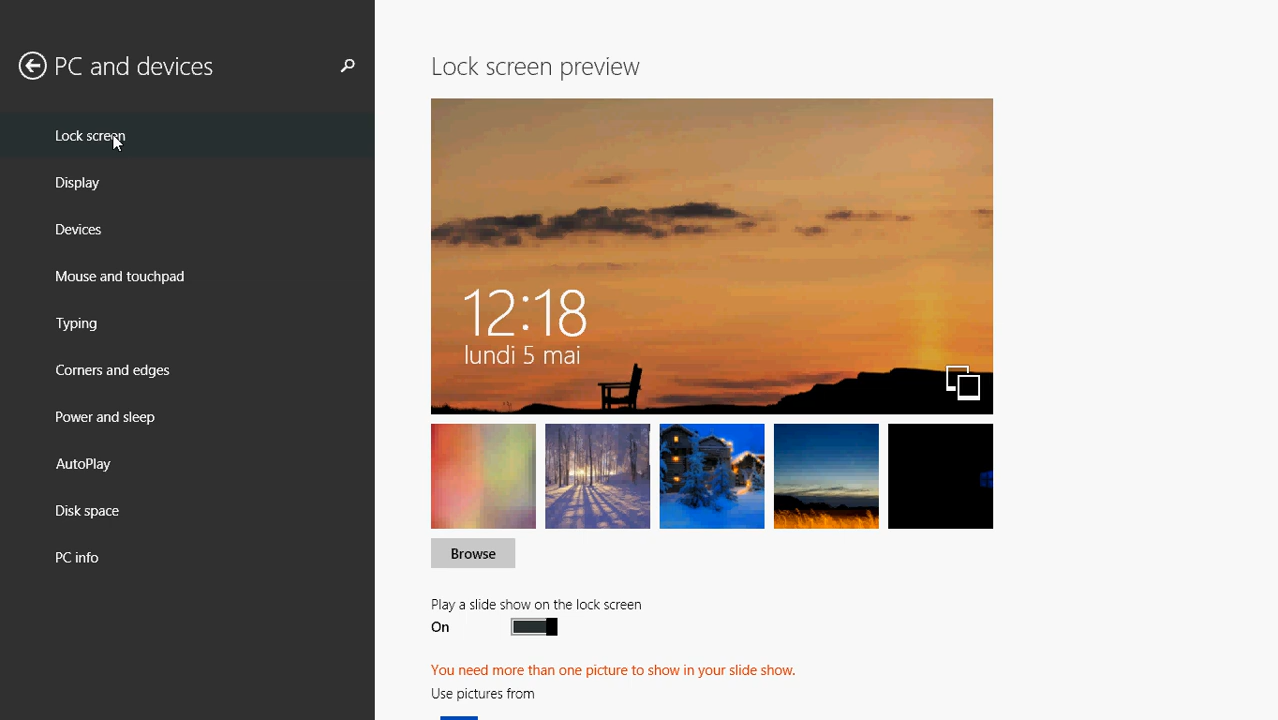 PC and devices
Lock screen
Display
Devices
Mouse and touchpad
Typing
Corners and edges
Power and sleep
AutoPlay
Disk space
PC info
Lock screen preview
12:18
lundi 5 mai
Browse
Play a slide show on the lock screen
On
You need more than one picture to show in your slide show.
Use pictures from